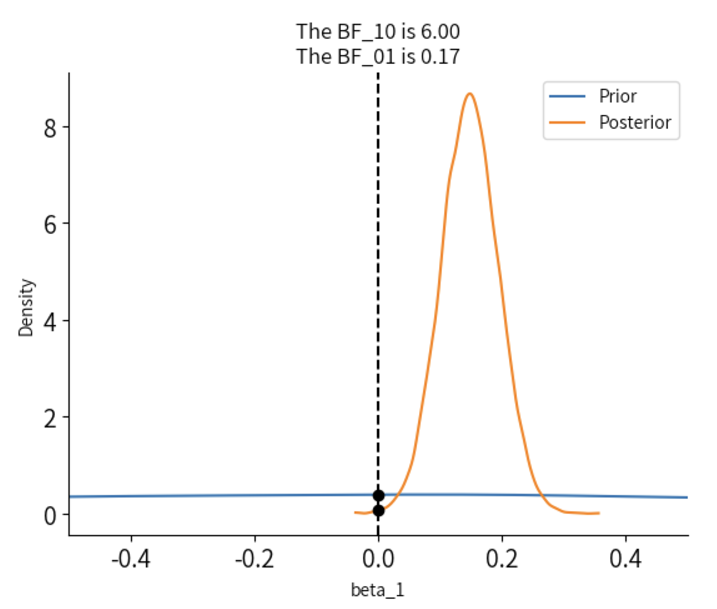 The BF_10 is 6.00
The BF_01 is 0.17
Prior
Posterior
8
6
4
2
0
Density
-0.4 -0.2 0.0 0.2 0.4
beta_1